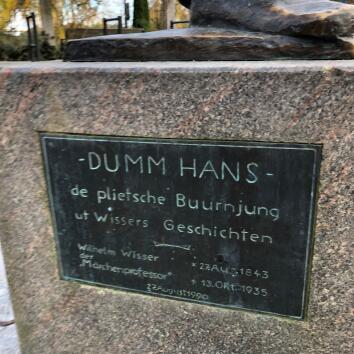 - DUMM HANS -
de plietsche Buurnjung
ut Wissers Geschichten
Wilhelm Wisser * 27. Aug. 1843
der
„Märchenprofessor" † 13. Okt. 1935
27. August 1990